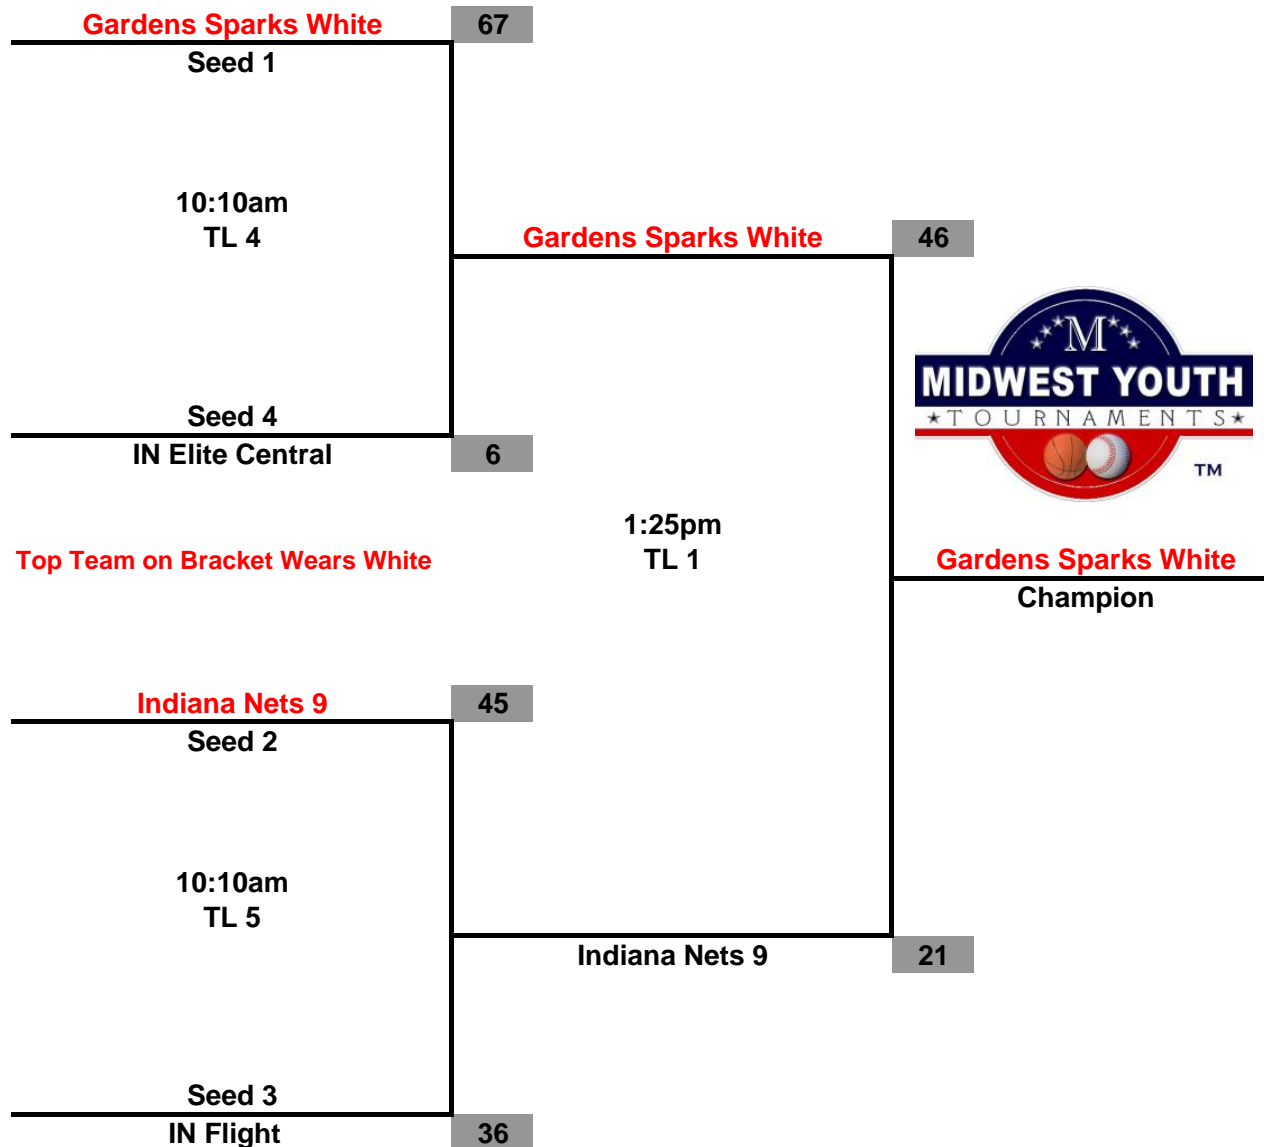 Gardens Sparks White 67
Seed 1
10:10am
TL 4
Gardens Sparks White 46
M
MIDWEST YOUTH
★TOURNAMENTS★
TM
Seed 4
IN Elite Central 6
1:25pm
TL 1
Top Team on Bracket Wears White
Gardens Sparks White
Champion
Indiana Nets 9 45
Seed 2
10:10am
TL 5
Indiana Nets 9 21
Seed 3
IN Flight 36